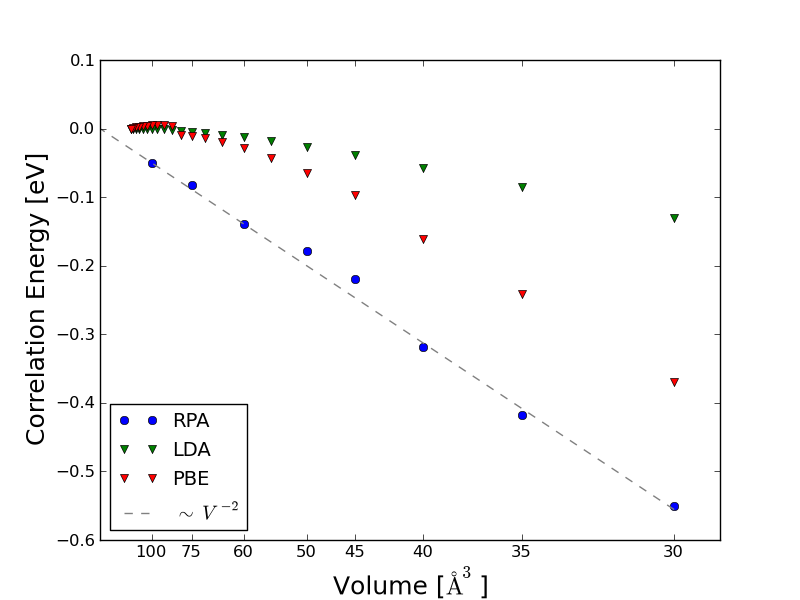 0.1
0.0
−0.1
−0.2
−0.3
−0.4
−0.5
−0.6
Correlation Energy [eV]
RPA
LDA
PBE
~ V⁻²
100 75 60 50 45 40 35 30
Volume [Å³ ]